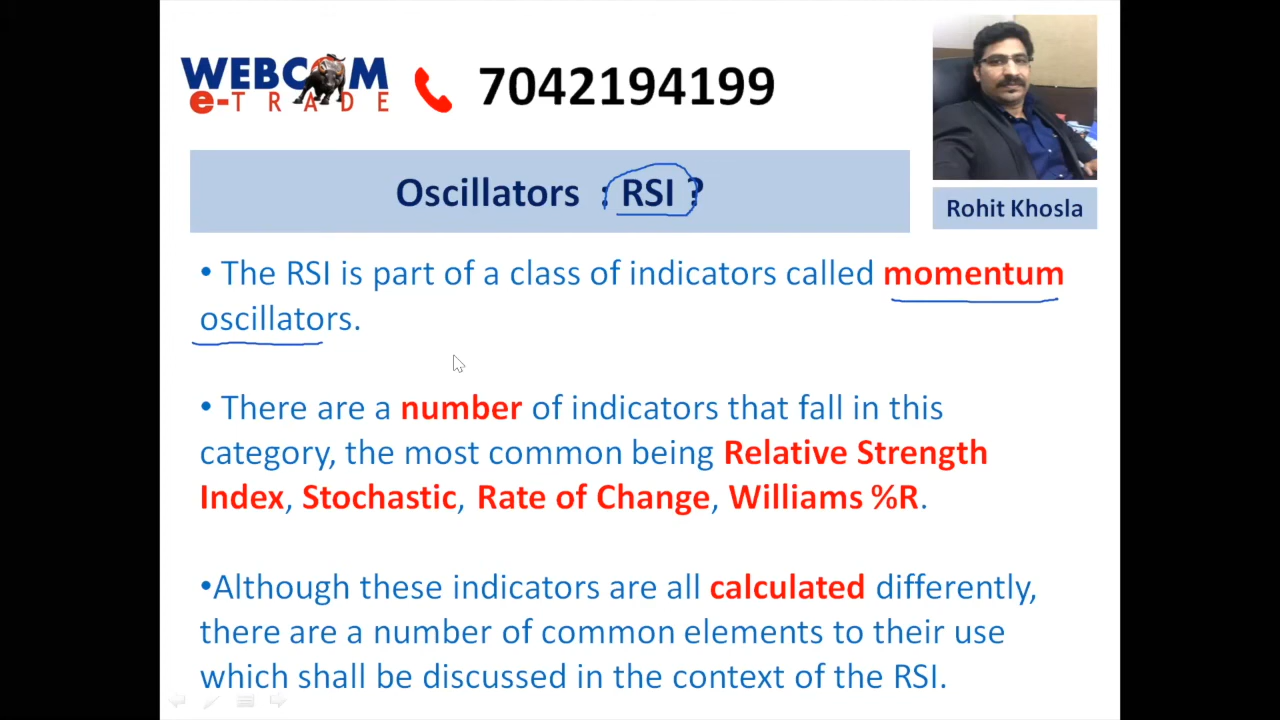 WEBCOM
e-TRADE
7042194199
Oscillators : RSI ?
Rohit Khosla
• The RSI is part of a class of indicators called momentum
oscillators.
• There are a number of indicators that fall in this
category, the most common being Relative Strength
Index, Stochastic, Rate of Change, Williams %R.
•Although these indicators are all calculated differently,
there are a number of common elements to their use
which shall be discussed in the context of the RSI.